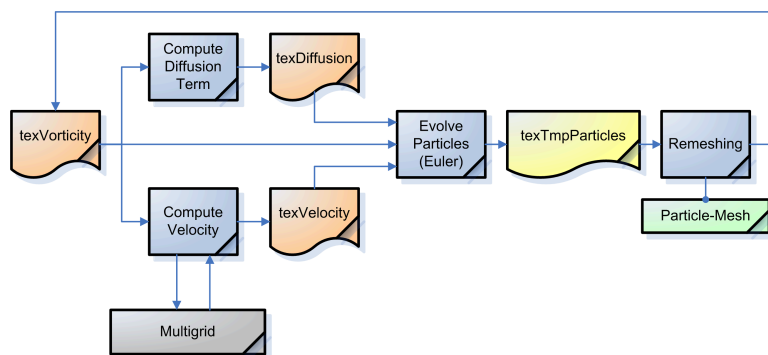 Compute
Diffusion
Term
texDiffusion
texVorticity
Evolve
Particles
(Euler)
texTmpParticles
Remeshing
Compute
Velocity
texVelocity
Particle-Mesh
Multigrid